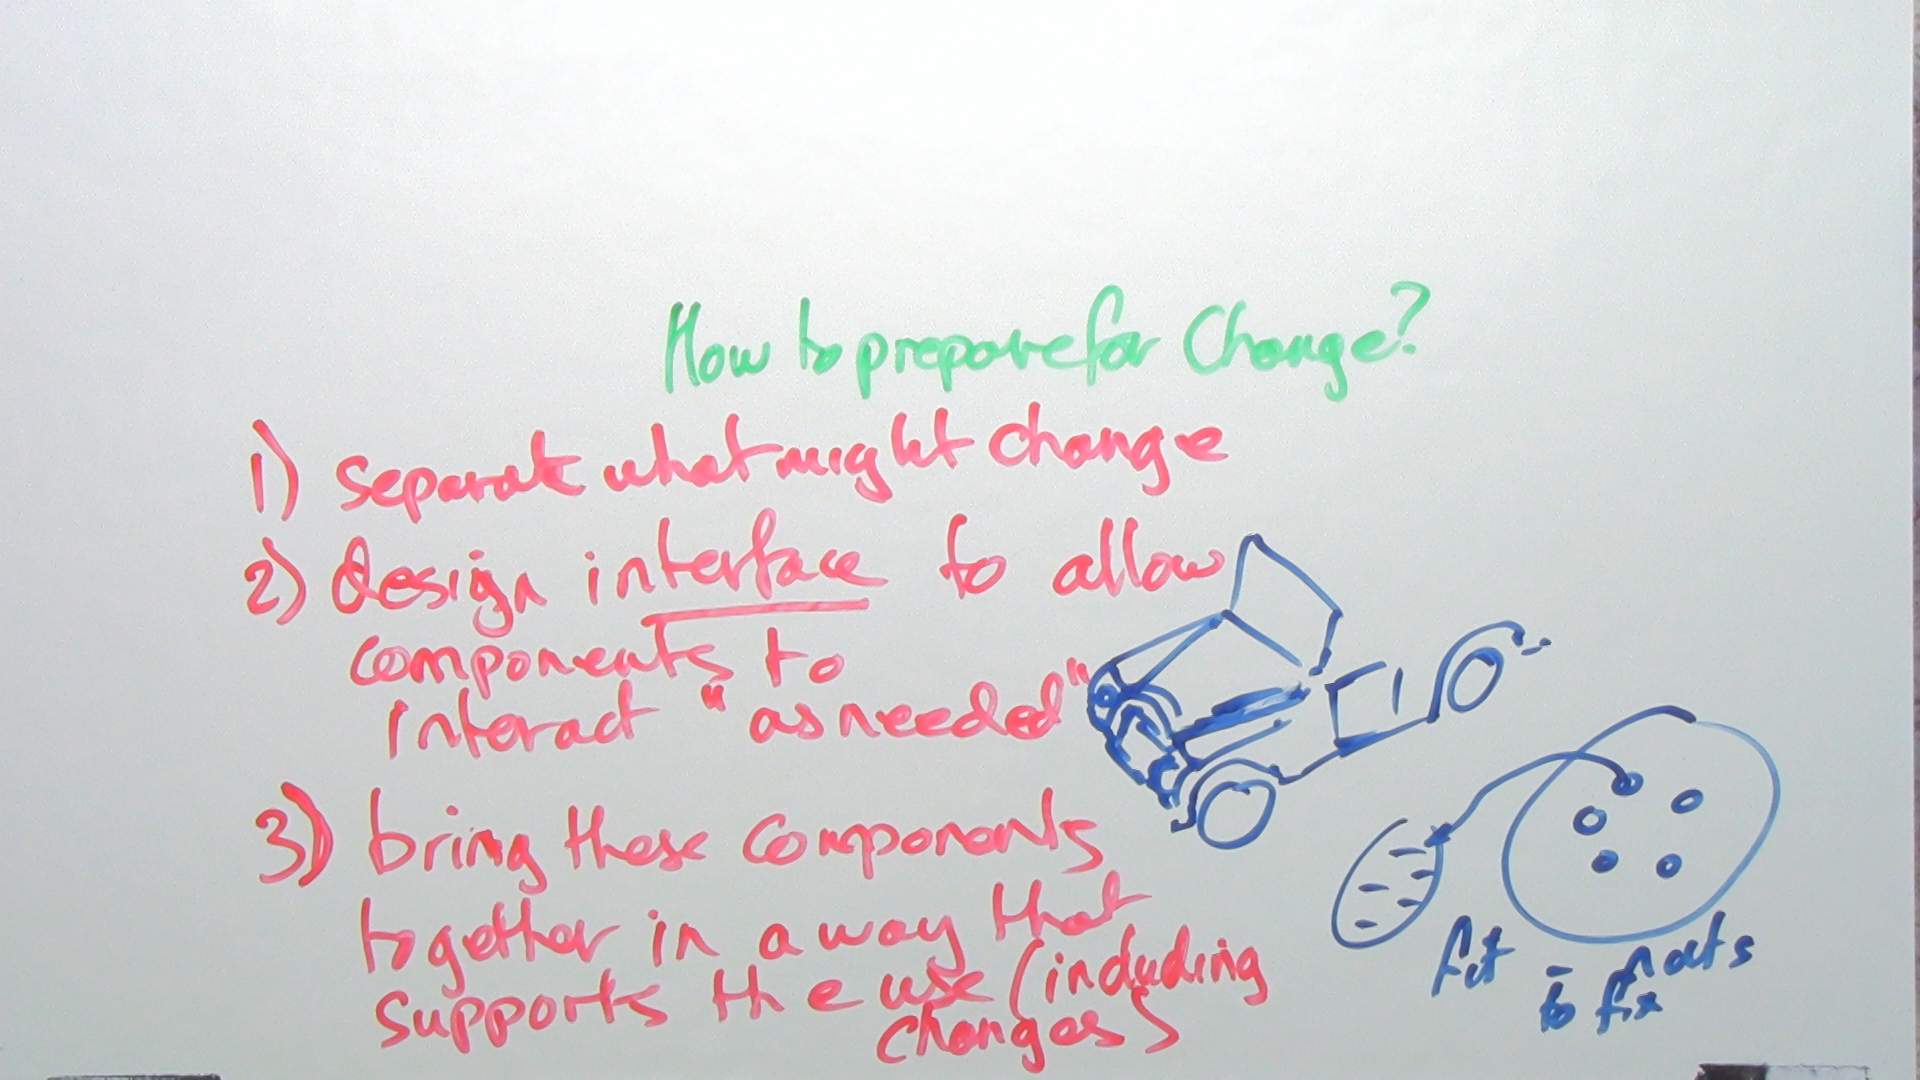 How to prepare for Change?
1) separate what might change
2) design interface to allow
components to
interact "as needed"
3) bring these components
together in a way that
supports the use (including
changes)
fit
to fix